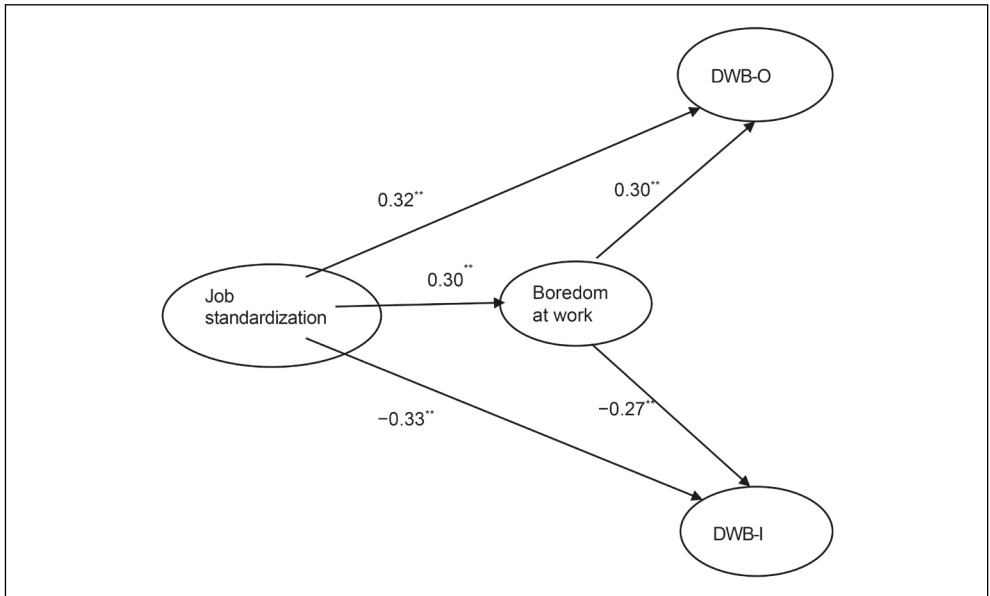 DWB-O
0.30**
0.32**
0.30**
Job
standardization
Boredom
at work
−0.27**
−0.33**
DWB-I